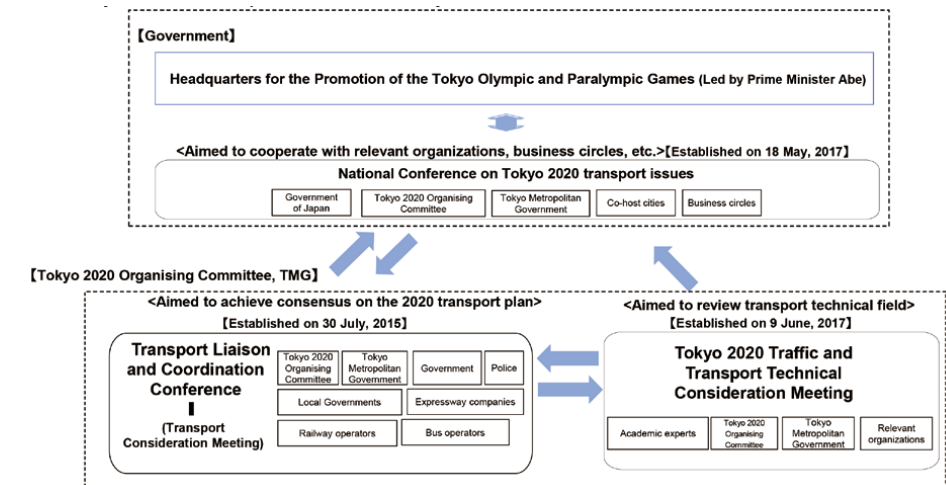 【Government】
Headquarters for the Promotion of the Tokyo Olympic and Paralympic Games (Led by Prime Minister Abe)
<Aimed to cooperate with relevant organizations, business circles, etc.>【Established on 18 May, 2017】
National Conference on Tokyo 2020 transport issues
Government
of Japan
Tokyo 2020 Organising
Committee
Tokyo Metropolitan
Government
Co-host cities
Business circles
【Tokyo 2020 Organising Committee, TMG】
<Aimed to achieve consensus on the 2020 transport plan>
【Established on 30 July, 2015】
Transport Liaison
and Coordination
Conference
(Transport
Consideration Meeting)
Tokyo 2020
Organising
Committee
Tokyo
Metropolitan
Government
Government
Police
Local Governments
Expressway companies
Railway operators
Bus operators
<Aimed to review transport technical field>
【Established on 9 June, 2017】
Tokyo 2020 Traffic and
Transport Technical
Consideration Meeting
Academic experts
Tokyo 2020
Organising
Committee
Tokyo
Metropolitan
Government
Relevant
organizations